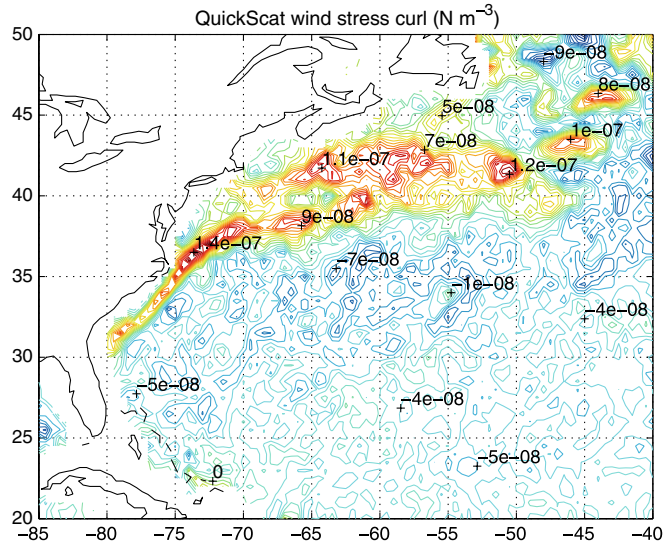 QuickScat wind stress curl (N m⁻³)
50
−9e−08
8e−08
45
5e−08
1e−07
7e−08
1.1e−07
1.2e−07
40
9e−08
1.4e−07
−7e−08
35
−1e−08
−4e−08
30
−5e−08
−4e−08
25
−5e−08
0
20
−85 −80 −75 −70 −65 −60 −55 −50 −45 −40